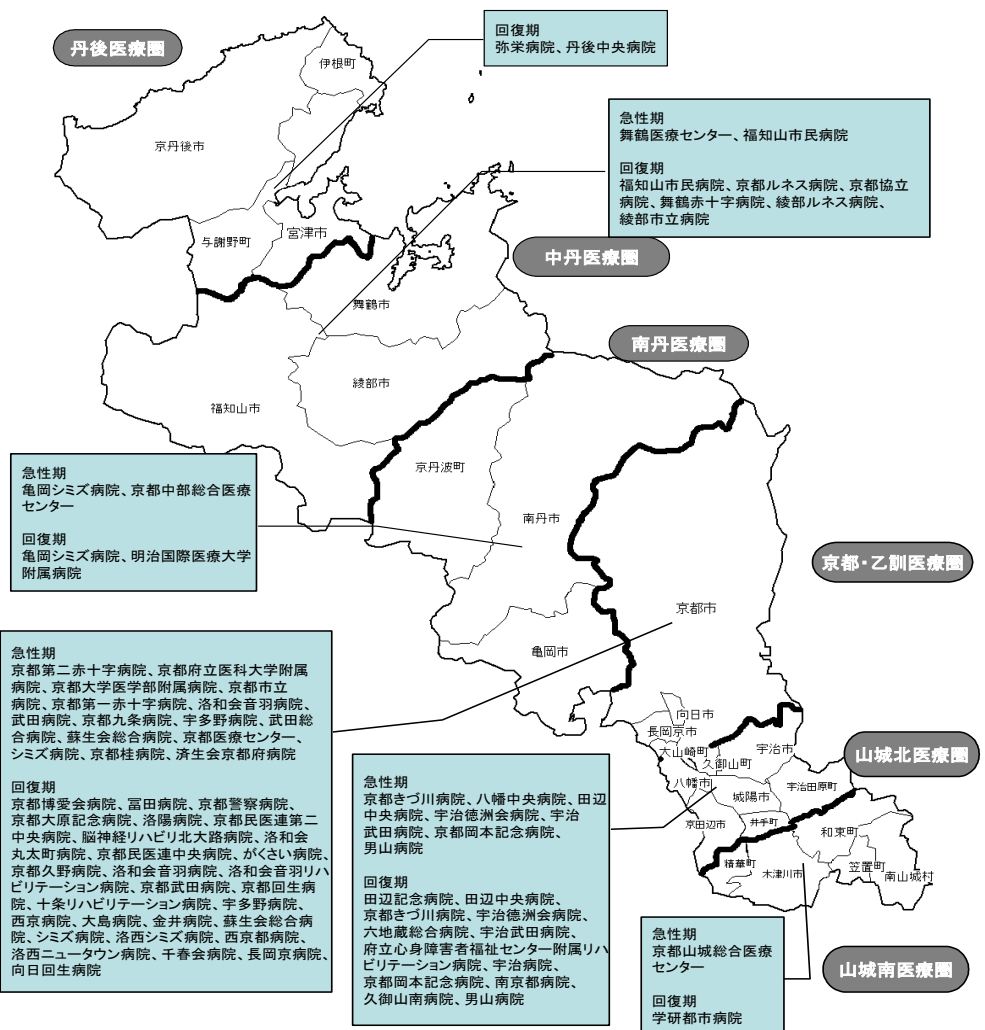 丹後医療圏
回復期
弥栄病院、丹後中央病院
伊根町
京丹後市
与謝野町
宮津市
急性期
舞鶴医療センター、福知山市民病院
回復期
福知山市民病院、京都ルネス病院、京都協立
病院、舞鶴赤十字病院、綾部ルネス病院、
綾部市立病院
中丹医療圏
舞鶴市
綾部市
福知山市
南丹医療圏
京丹波町
南丹市
亀岡市
急性期
亀岡シミズ病院、京都中部総合医療
センター
回復期
亀岡シミズ病院、明治国際医療大学
附属病院
京都・乙訓医療圏
京都市
向日市
長岡京市
大山崎町
急性期
京都第二赤十字病院、京都府立医科大学附属
病院、京都大学医学部附属病院、京都市立
病院、京都第一赤十字病院、洛和会音羽病院、
武田病院、京都九条病院、宇多野病院、武田総
合病院、蘇生会総合病院、京都医療センター、
シミズ病院、京都桂病院、済生会京都府病院
回復期
京都博愛会病院、冨田病院、京都警察病院、
京都大原記念病院、洛陽病院、京都民医連第二
中央病院、脳神経リハビリ北大路病院、洛和会
丸太町病院、京都民医連中央病院、がくさい病院、
京都久野病院、洛和会音羽病院、洛和会音羽リハ
ビリテーション病院、京都武田病院、京都回生病
院、十条リハビリテーション病院、宇多野病院、
西京病院、大島病院、金井病院、蘇生会総合病
院、シミズ病院、洛西シミズ病院、西京都病院、
洛西ニュータウン病院、千春会病院、長岡京病院、
向日回生病院
山城北医療圏
宇治市
久御山町
八幡市
城陽市
宇治田原町
京田辺市
井手町
急性期
京都きづ川病院、八幡中央病院、田辺
中央病院、宇治徳洲会病院、宇治
武田病院、京都岡本記念病院、
男山病院
回復期
田辺記念病院、田辺中央病院、
京都きづ川病院、宇治徳洲会病院、
六地蔵総合病院、宇治武田病院、
府立心身障害者福祉センター附属リハ
ビリテーション病院、宇治病院、
京都岡本記念病院、南京都病院、
久御山南病院、男山病院
山城南医療圏
和束町
精華町
木津川市
笠置町
南山城村
急性期
京都山城総合医療
センター
回復期
学研都市病院